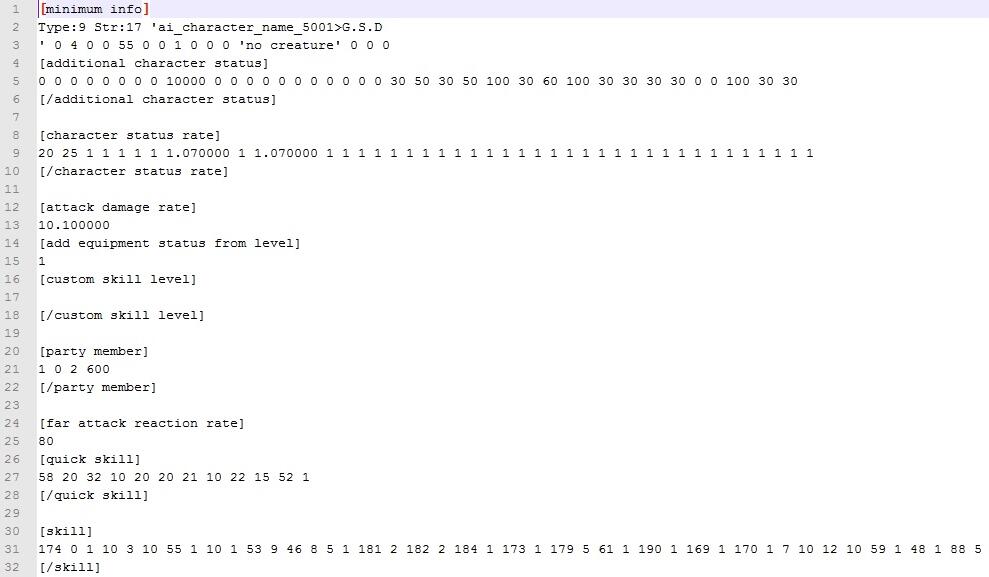 1 [minimum info]
2 Type:9 Str:17 'ai_character_name_5001>G.S.D
3 ' 0 4 0 0 55 0 0 1 0 0 0 'no creature' 0 0 0
4 [additional character status]
5 0 0 0 0 0 0 0 0 10000 0 0 0 0 0 0 0 0 0 0 0 30 50 30 50 100 30 60 100 30 30 30 30 0 0 100 30 30
6 [/additional character status]
7
8 [character status rate]
9 20 25 1 1 1 1 1 1.070000 1 1.070000 1 1 1 1 1 1 1 1 1 1 1 1 1 1 1 1 1 1 1 1 1 1 1 1 1 1 1 1 1 1 1
10 [/character status rate]
11
12 [attack damage rate]
13 10.100000
14 [add equipment status from level]
15 1
16 [custom skill level]
17
18 [/custom skill level]
19
20 [party member]
21 1 0 2 600
22 [/party member]
23
24 [far attack reaction rate]
25 80
26 [quick skill]
27 58 20 32 10 20 20 21 10 22 15 52 1
28 [/quick skill]
29
30 [skill]
31 174 0 1 10 3 10 55 1 10 1 53 9 46 8 5 1 181 2 182 2 184 1 173 1 179 5 61 1 190 1 169 1 170 1 7 10 12 10 59 1 48 1 88 5
32 [/skill]